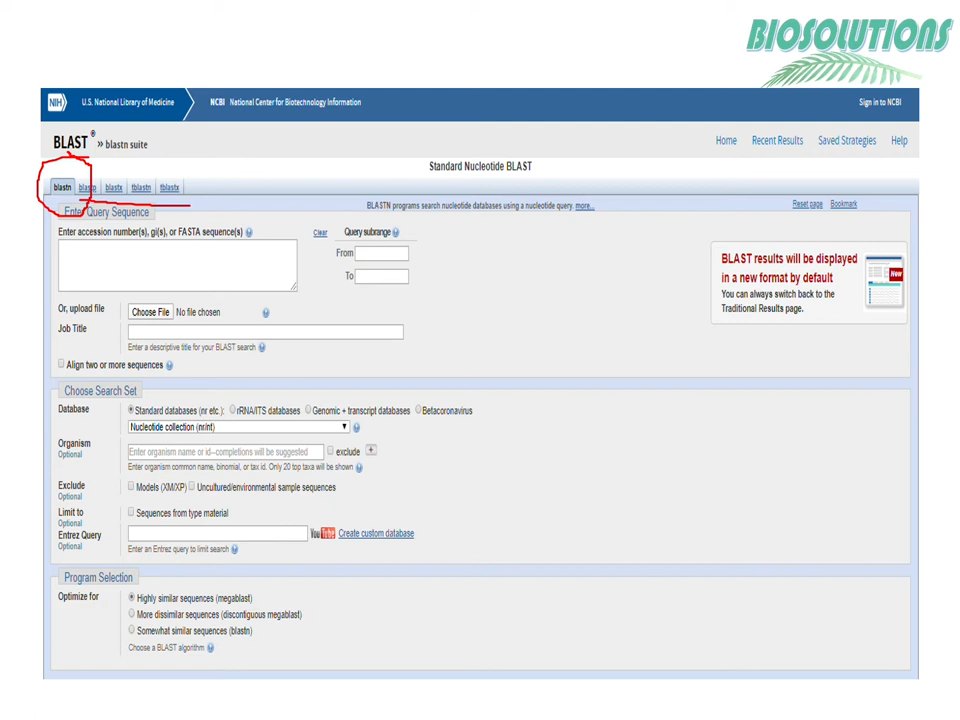 BIOSOLUTIONS
NIH U.S. National Library of Medicine NCBI National Center for Biotechnology Information Sign in to NCBI
BLAST ® » blastn suite Home Recent Results Saved Strategies Help
Standard Nucleotide BLAST
blastn blastp blastx tblastn tblastx
BLASTN programs search nucleotide databases using a nucleotide query. more... Reset page Bookmark
Enter Query Sequence
Enter accession number(s), gi(s), or FASTA sequence(s) Clear Query subrange
From
To
BLAST results will be displayed
in a new format by default
You can always switch back to the
Traditional Results page.
New
Or, upload file Choose File No file chosen
Job Title
Enter a descriptive title for your BLAST search
Align two or more sequences
Choose Search Set
Database Standard databases (nr etc.): rRNA/ITS databases Genomic + transcript databases Betacoronavirus
Nucleotide collection (nr/nt)
Organism
Optional
Enter organism name or id--completions will be suggested exclude +
Enter organism common name, binomial, or tax id. Only 20 top taxa will be shown
Exclude Models (XM/XP) Uncultured/environmental sample sequences
Optional
Limit to Sequences from type material
Optional
Entrez Query YouTube Create custom database
Optional Enter an Entrez query to limit search
Program Selection
Optimize for Highly similar sequences (megablast)
More dissimilar sequences (discontiguous megablast)
Somewhat similar sequences (blastn)
Choose a BLAST algorithm